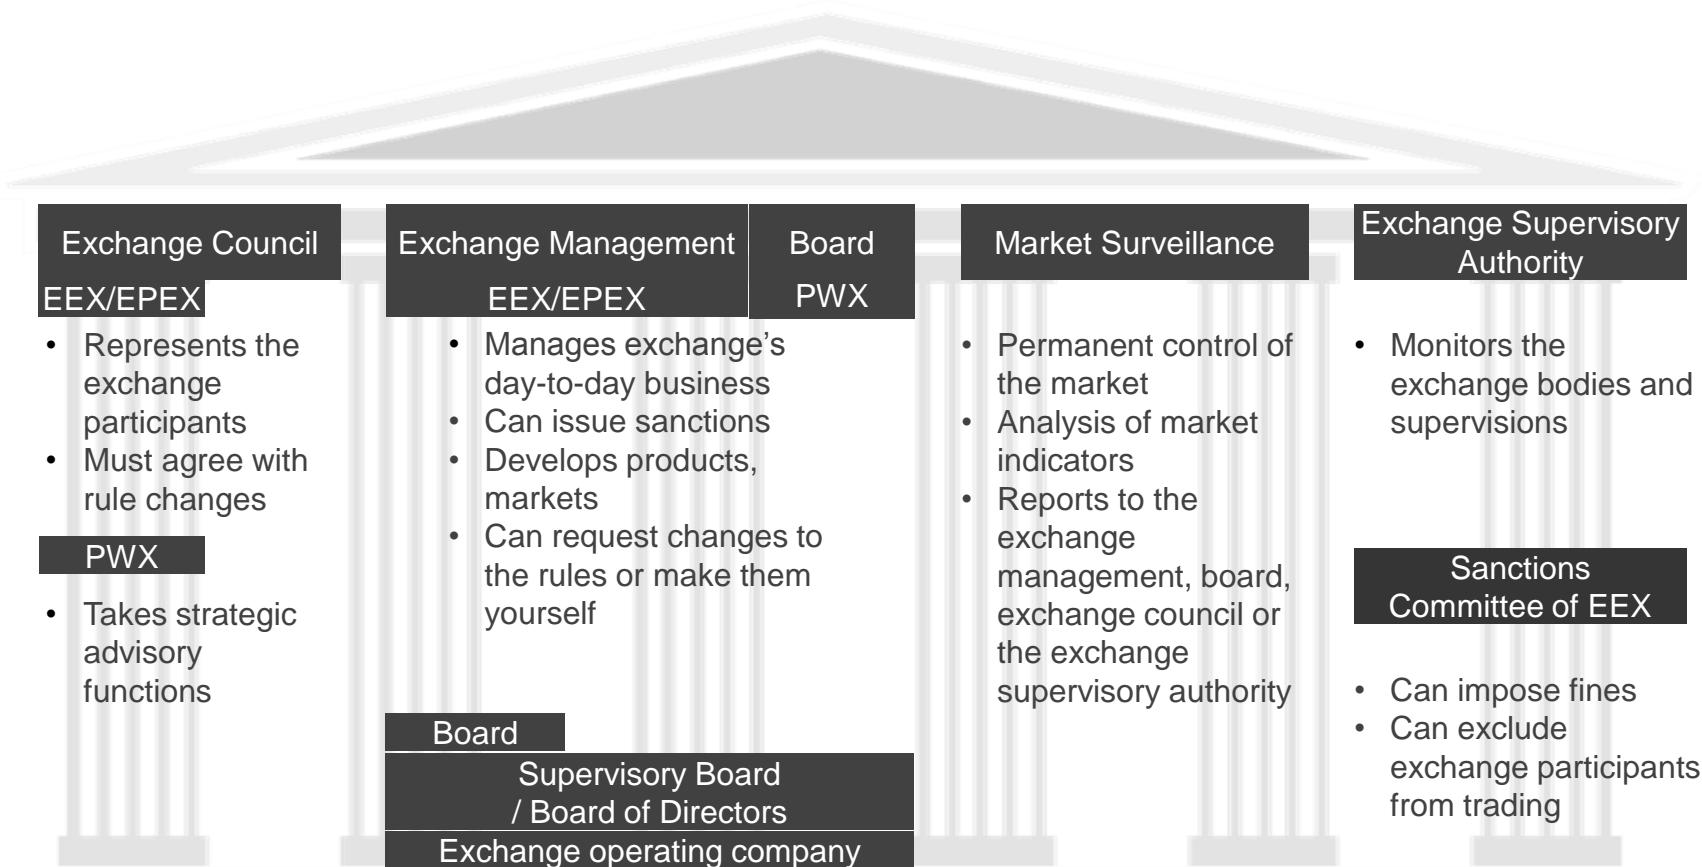 Exchange Council
EEX/EPEX
• Represents the
exchange
participants
• Must agree with
rule changes
PWX
• Takes strategic
advisory
functions
Exchange Management
EEX/EPEX
Board
PWX
• Manages exchange’s
day-to-day business
• Can issue sanctions
• Develops products,
markets
• Can request changes to
the rules or make them
yourself
Board
Supervisory Board
/ Board of Directors
Exchange operating company
Market Surveillance
• Permanent control of
the market
• Analysis of market
indicators
• Reports to the
exchange
management, board,
exchange council or
the exchange
supervisory authority
Exchange Supervisory
Authority
• Monitors the
exchange bodies and
supervisions
Sanctions
Committee of EEX
• Can impose fines
• Can exclude
exchange participants
from trading